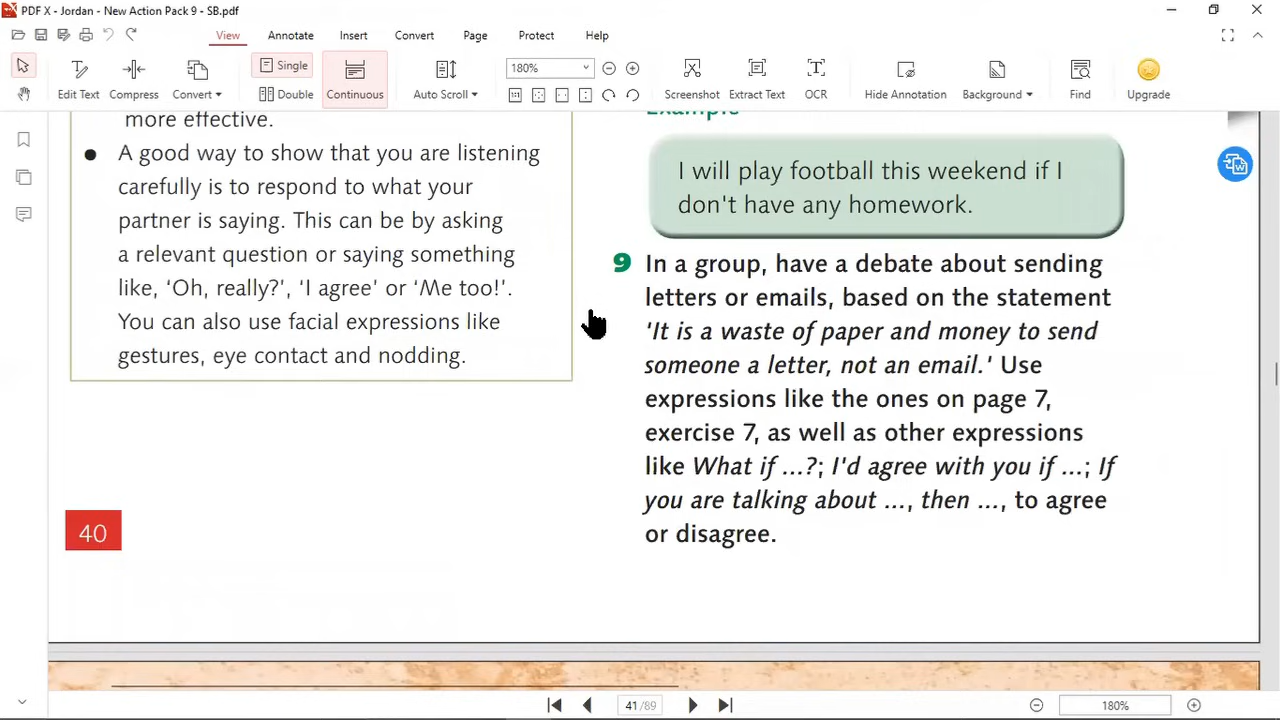 PDF X - Jordan - New Action Pack 9 - SB.pdf
View
Annotate
Insert
Convert
Page
Protect
Help
Edit Text
Compress
Convert
Single
Double
Continuous
Auto Scroll
180%
Screenshot
Extract Text
OCR
Hide Annotation
Background
Find
Upgrade
more effective.
A good way to show that you are listening
carefully is to respond to what your
partner is saying. This can be by asking
a relevant question or saying something
like, ‘Oh, really?’, ‘I agree’ or ‘Me too!’.
You can also use facial expressions like
gestures, eye contact and nodding.
40
Example
I will play football this weekend if I
don't have any homework.
9 In a group, have a debate about sending
letters or emails, based on the statement
'It is a waste of paper and money to send
someone a letter, not an email.' Use
expressions like the ones on page 7,
exercise 7, as well as other expressions
like What if ...?; I’d agree with you if ...; If
you are talking about ..., then ..., to agree
or disagree.
41 /89
180%